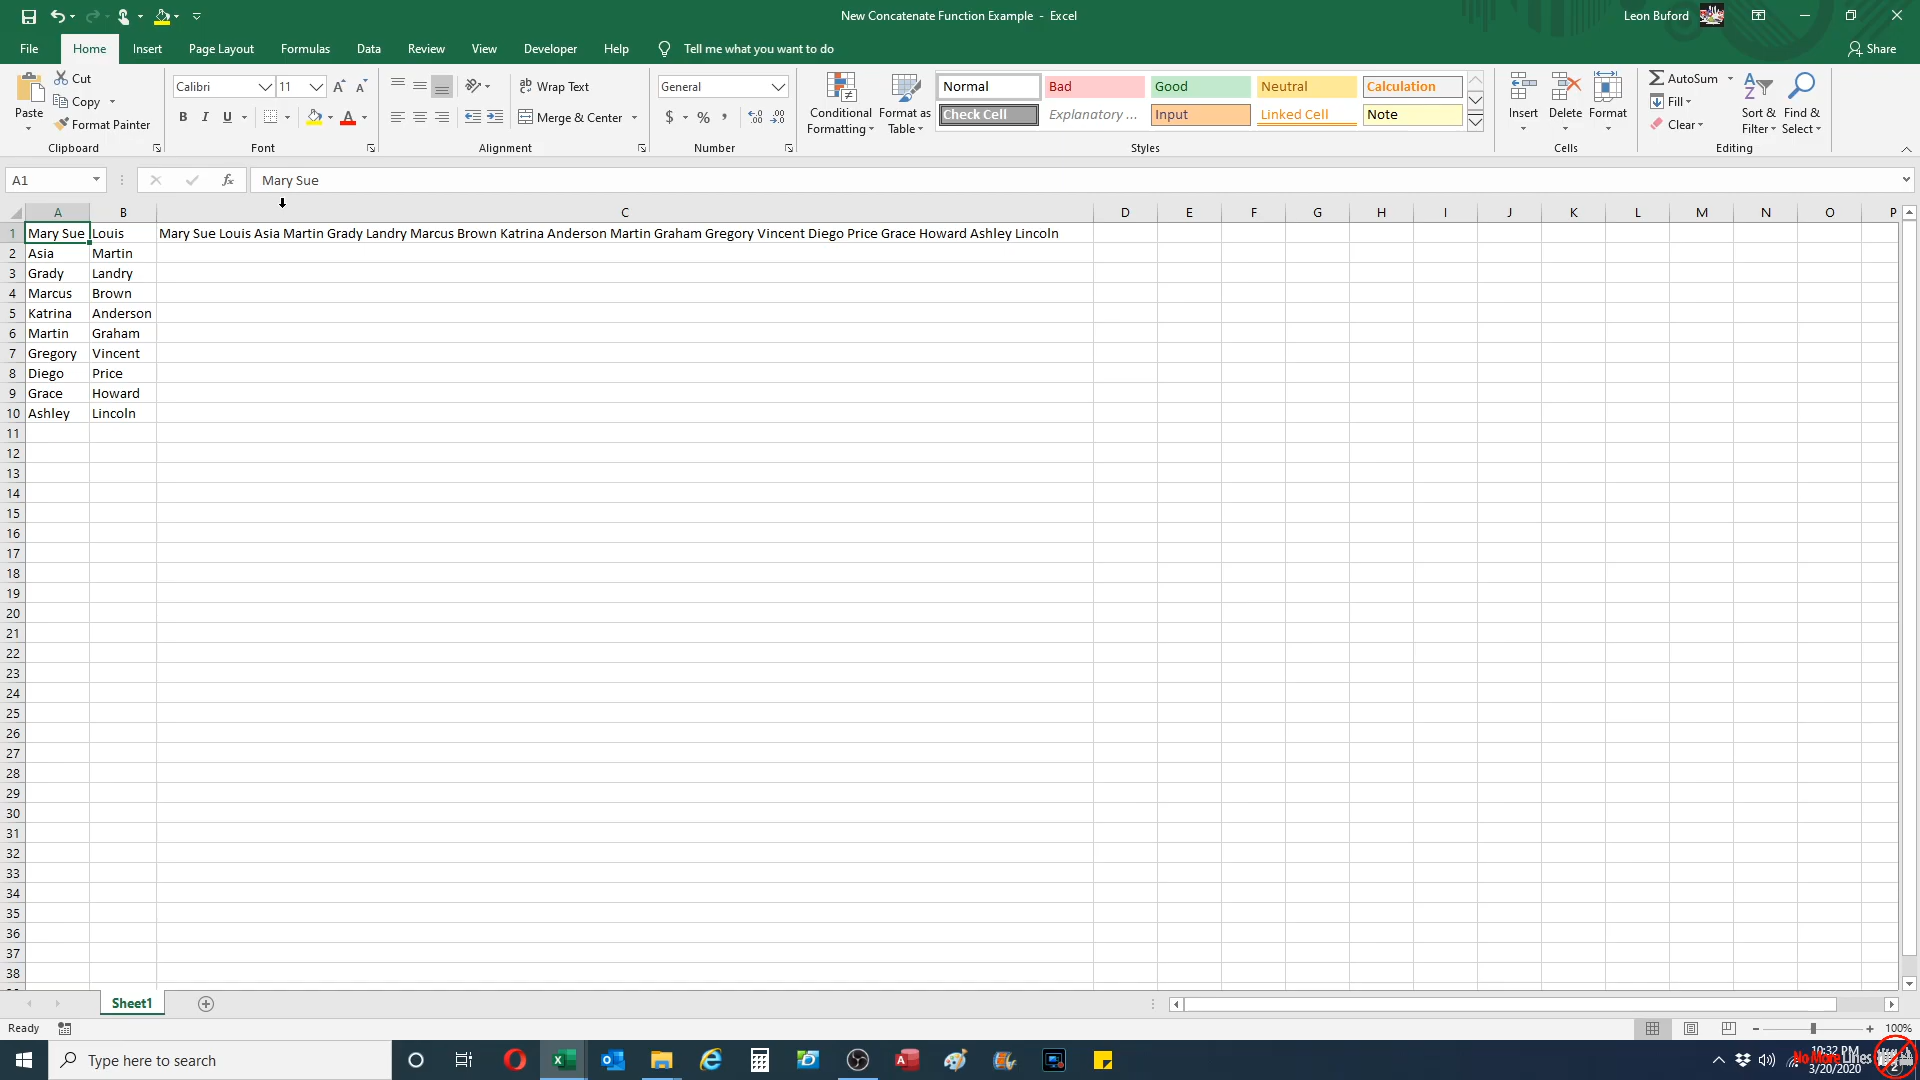 New Concatenate Function Example - Excel
Leon Buford
File Home Insert Page Layout Formulas Data Review View Developer Help Tell me what you want to do Share
Paste
Cut
Copy
Format Painter
Clipboard
Calibri 11
B I U
Font
Wrap Text
Merge & Center
Alignment
General
$ % ,
Number
Conditional Formatting
Format as Table
Normal Bad Good Neutral Calculation
Check Cell Explanatory ... Input Linked Cell Note
Styles
Insert Delete Format
Cells
AutoSum
Fill
Clear
Sort & Filter
Find & Select
Editing
A1 fx Mary Sue
A B C D E F G H I J K L M N O P
1 Mary Sue Louis Mary Sue Louis Asia Martin Grady Landry Marcus Brown Katrina Anderson Martin Graham Gregory Vincent Diego Price Grace Howard Ashley Lincoln
2 Asia Martin
3 Grady Landry
4 Marcus Brown
5 Katrina Anderson
6 Martin Graham
7 Gregory Vincent
8 Diego Price
9 Grace Howard
10 Ashley Lincoln
11
12
13
14
15
16
17
18
19
20
21
22
23
24
25
26
27
28
29
30
31
32
33
34
35
36
37
38
Sheet1
Ready 100%
Type here to search
10:32 PM
No More Lines
3/20/2020
2